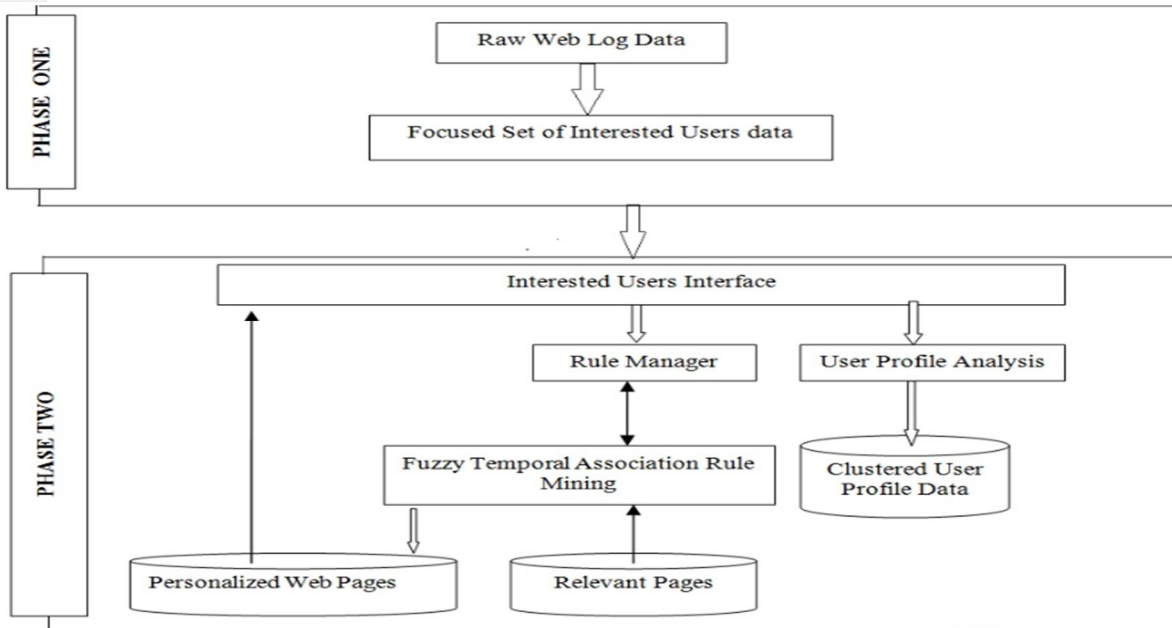 PHASE ONE
Raw Web Log Data
Focused Set of Interested Users data
PHASE TWO
Interested Users Interface
Rule Manager
User Profile Analysis
Fuzzy Temporal Association Rule
Mining
Clustered User
Profile Data
Personalized Web Pages
Relevant Pages